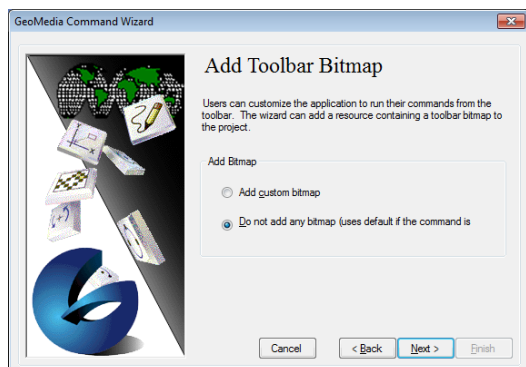 GeoMedia Command Wizard
Add Toolbar Bitmap
Users can customize the application to run their commands from the
toolbar. The wizard can add a resource containing a toolbar bitmap to
the project.
Add Bitmap
Add custom bitmap
Do not add any bitmap (uses default if the command is
Cancel
< Back
Next >
Finish